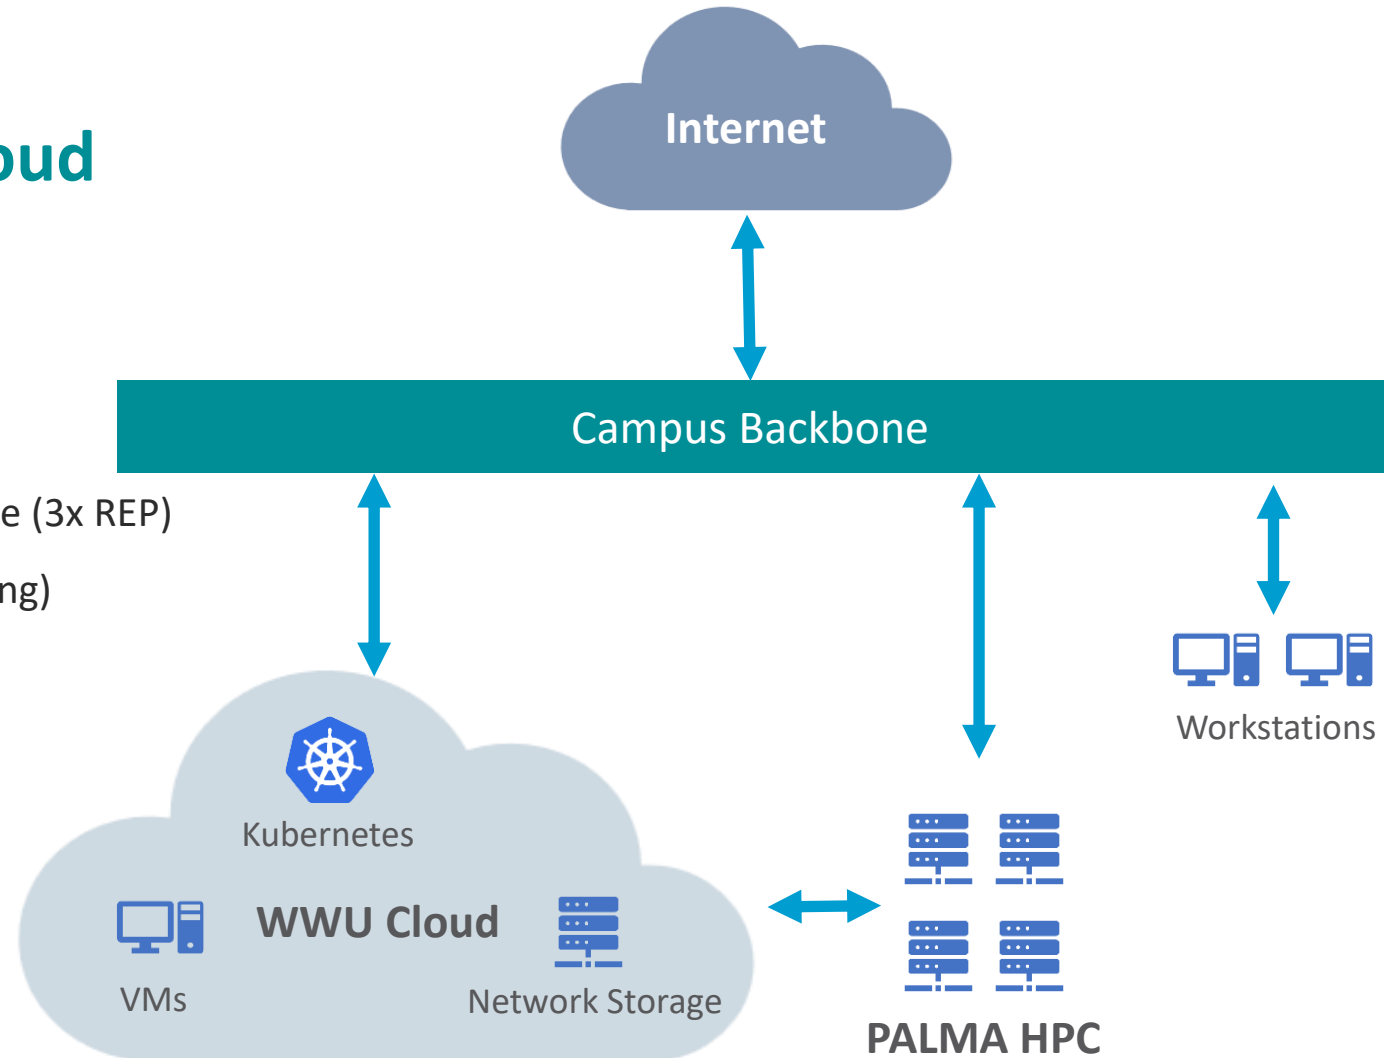 Internet
oud
Campus Backbone
e (3x REP)
ng)
Workstations
Kubernetes
WWU Cloud
VMs
Network Storage
PALMA HPC